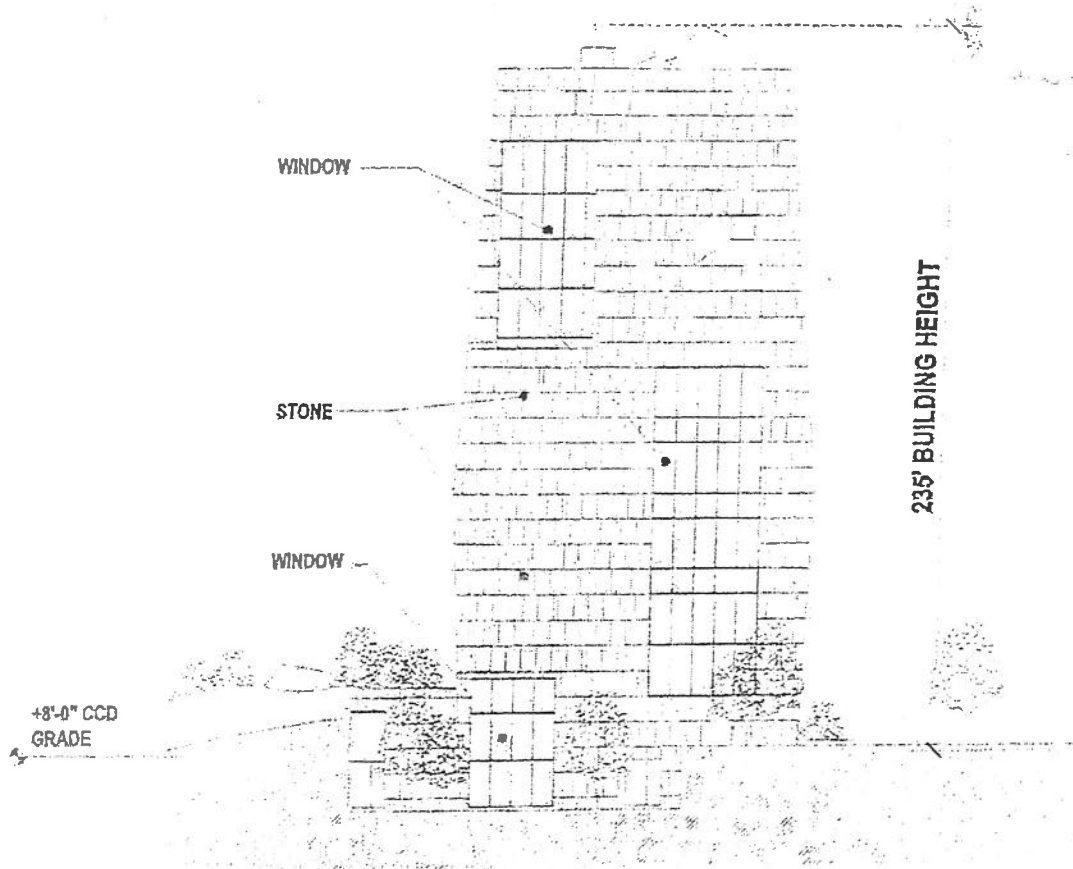 WINDOW
STONE
WINDOW
+8'-0" CCD
GRADE
235' BUILDING HEIGHT